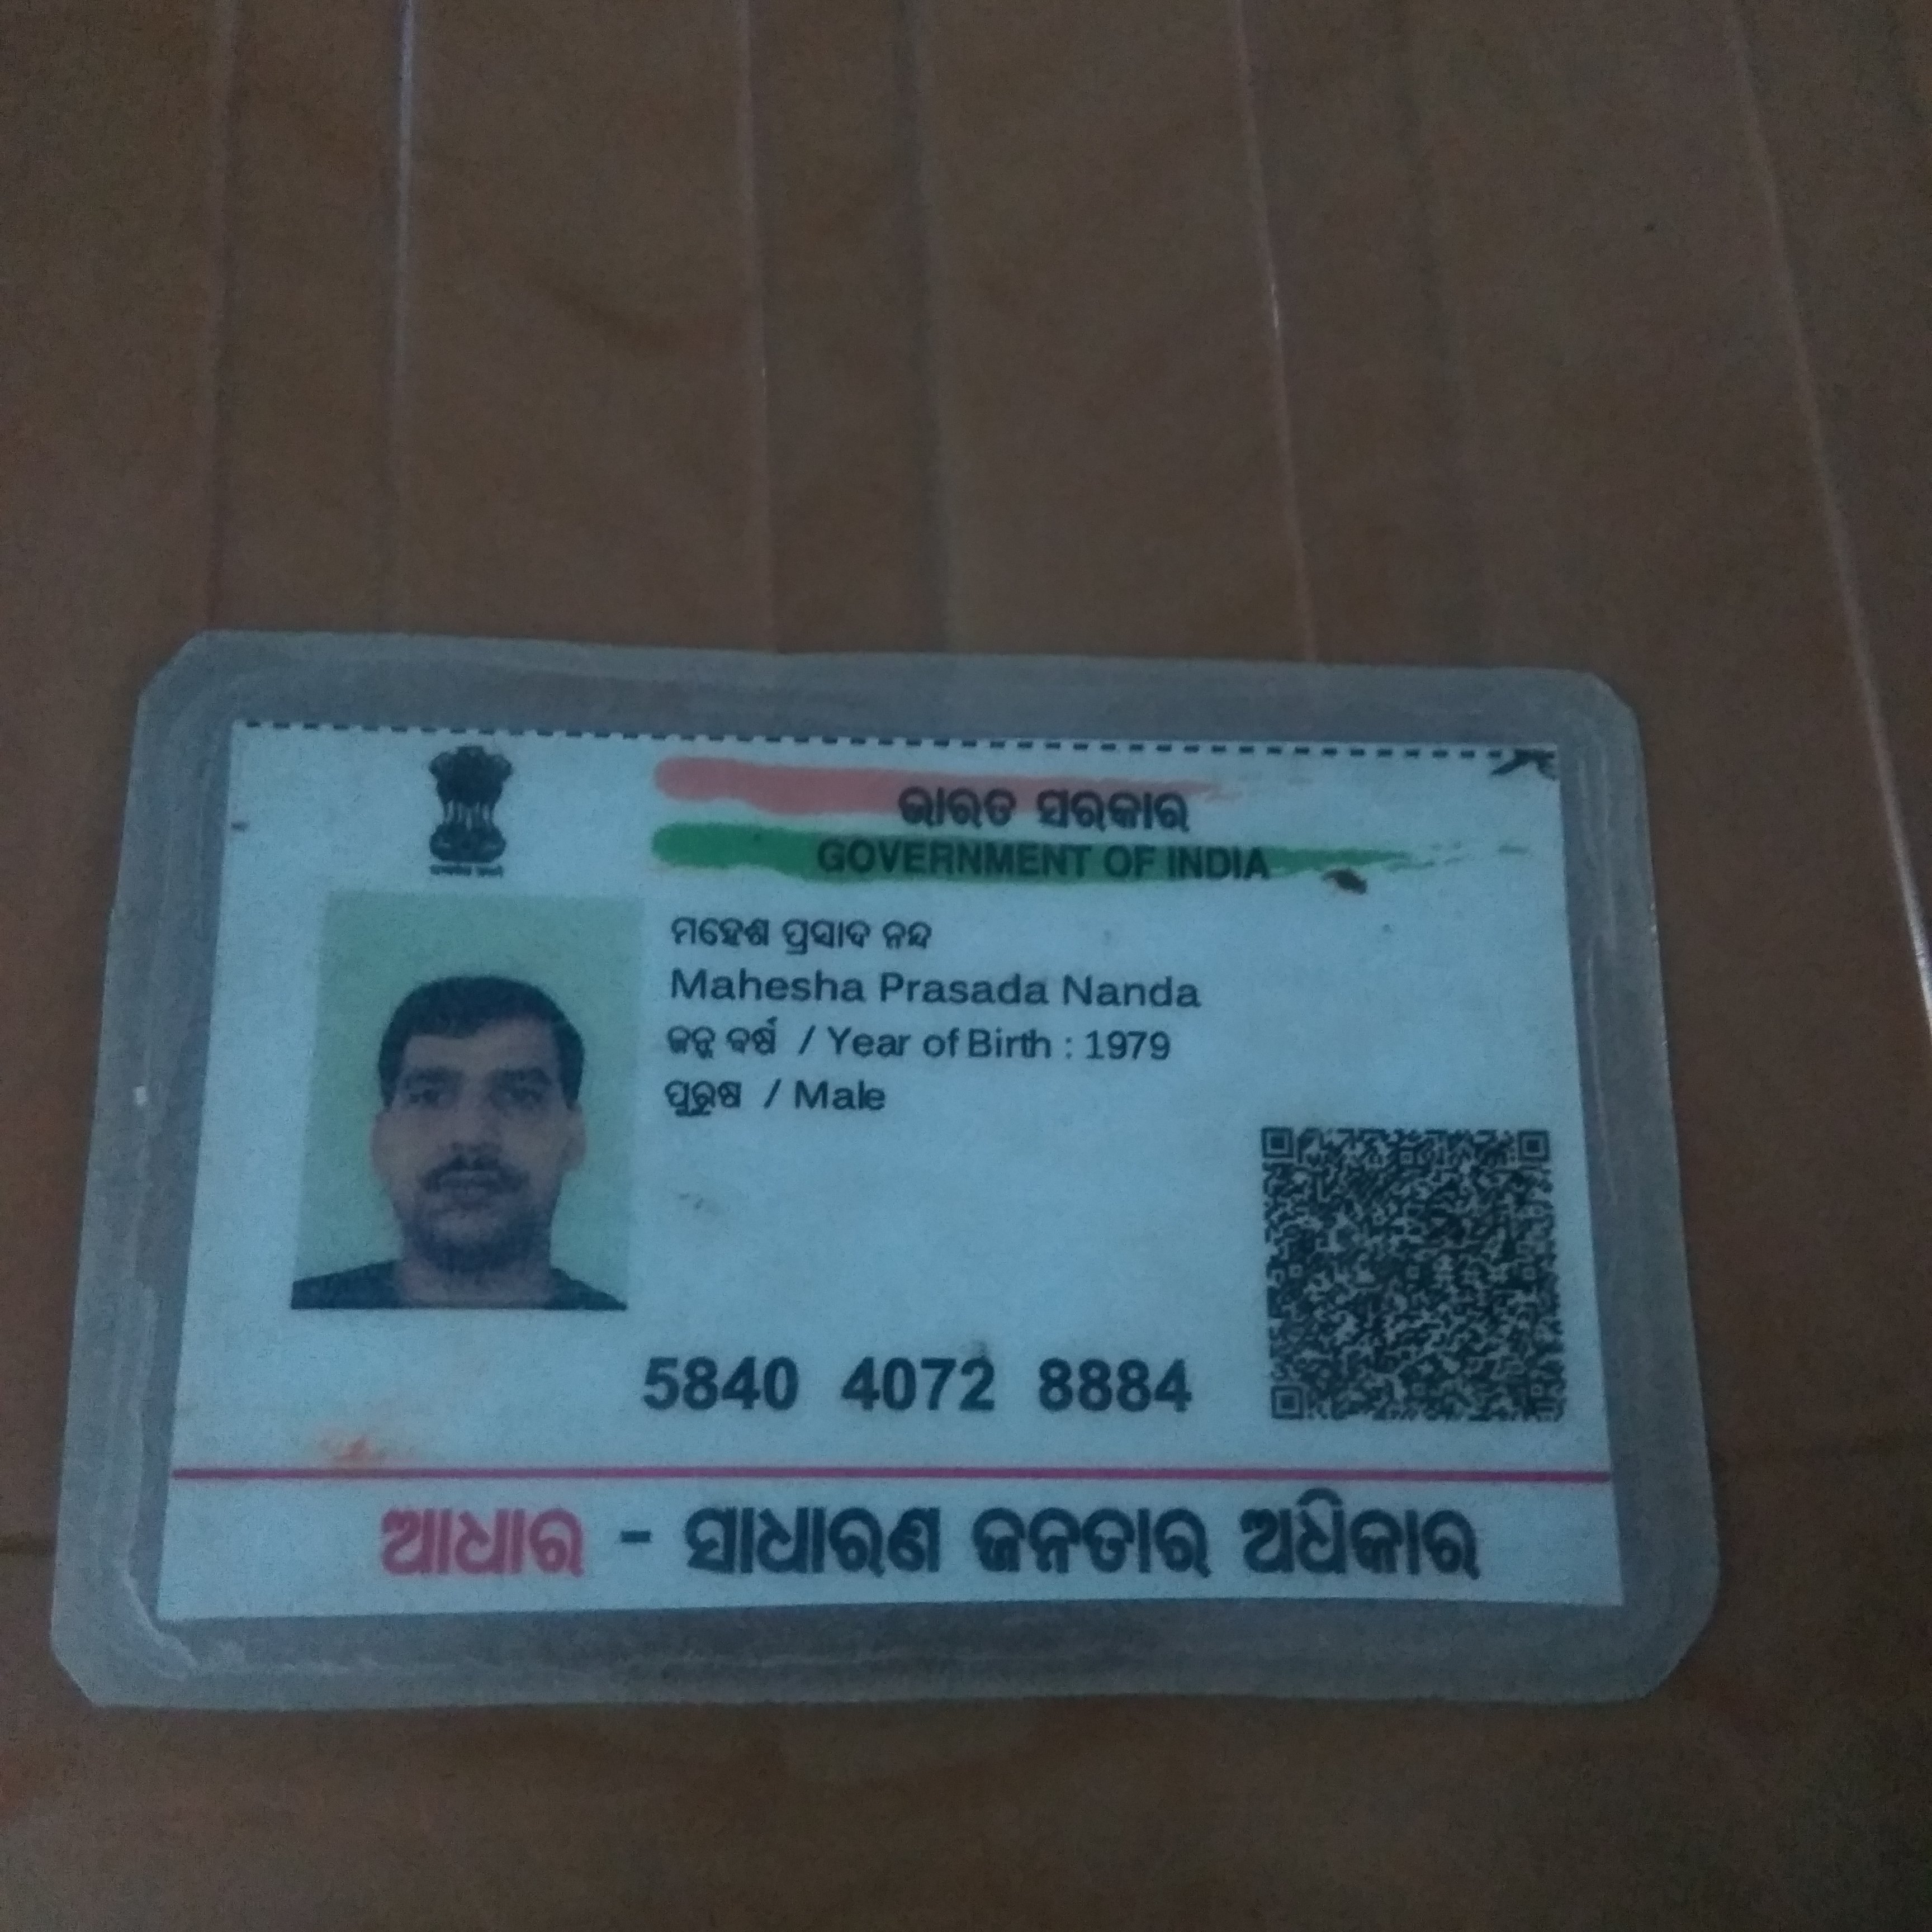 ଭାରତ ସରକାର
GOVERNMENT OF INDIA
ମହେଶ ପ୍ରସାଦ ନନ୍ଦ
Mahesha Prasada Nanda
ଜନ୍ମ ବର୍ଷ / Year of Birth : 1979
ପୁରୁଷ / Male
5840 4072 8884
ଆଧାର - ସାଧାରଣ ଜନତାର ଅଧିକାର